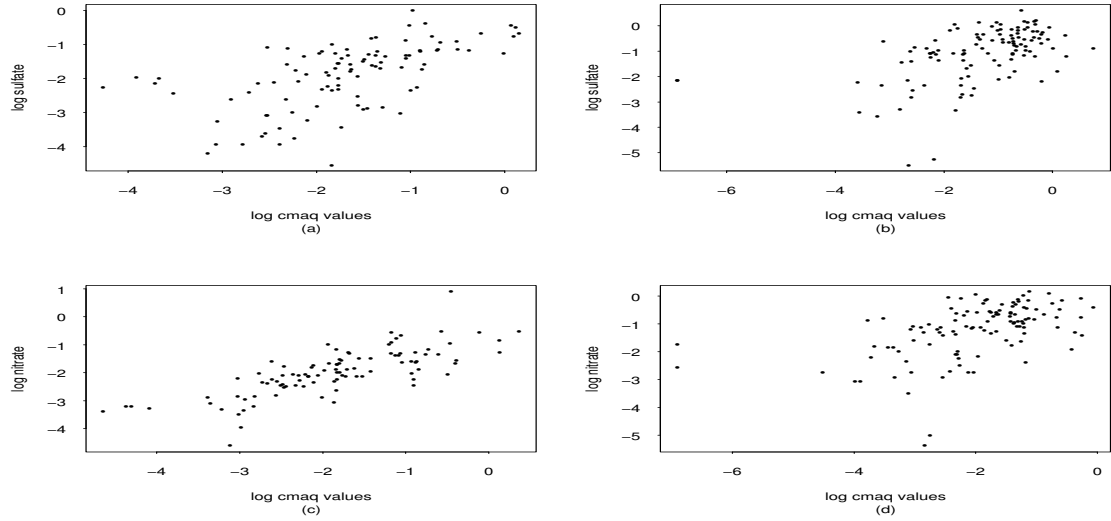 0
−1
−2
−3
−4
log sulfate
−4 −3 −2 −1 0
log cmaq values
(a)
0
−1
−2
−3
−4
−5
log sulfate
−6 −4 −2 0
log cmaq values
(b)
1
0
−1
−2
−3
−4
log nitrate
−4 −3 −2 −1 0
log cmaq values
(c)
0
−1
−2
−3
−4
−5
log nitrate
−6 −4 −2 0
log cmaq values
(d)